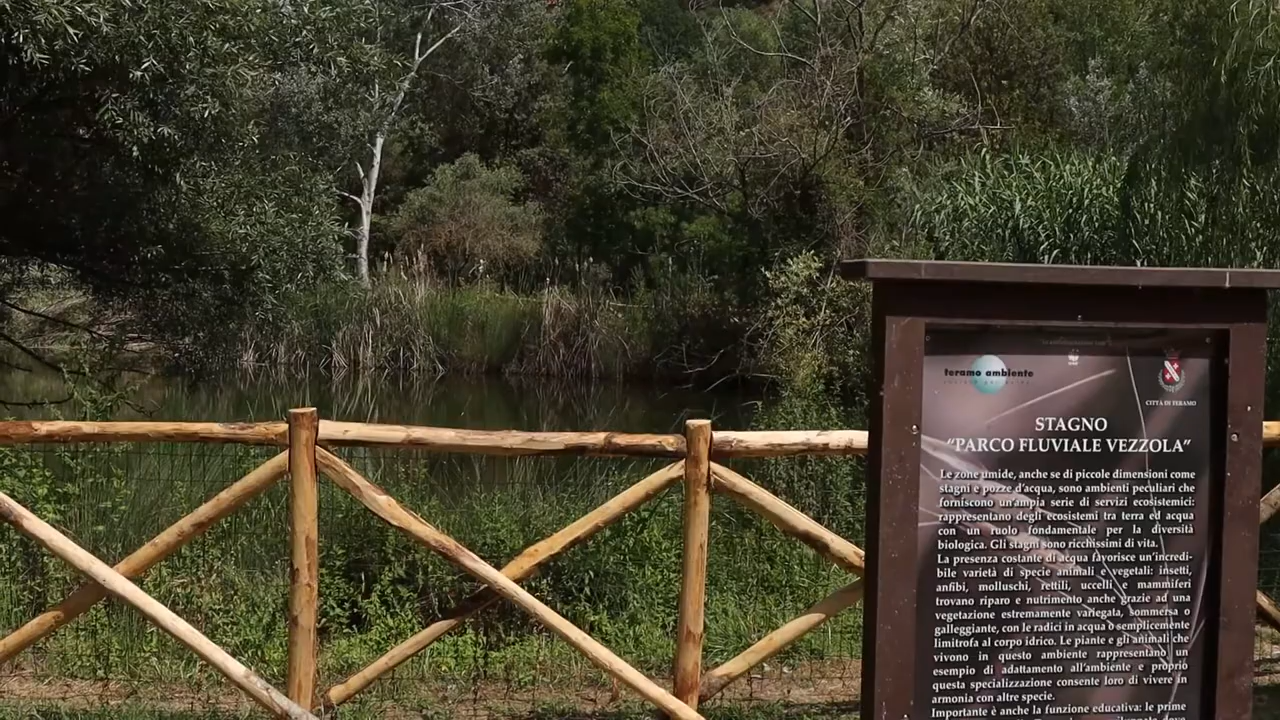 teramo ambiente
CITTÀ DI TERAMO
STAGNO
“PARCO FLUVIALE VEZZOLA”
Le zone umide, anche se di piccole dimensioni come
stagni e pozze d'acqua, sono ambienti peculiari che
forniscono un'ampia serie di servizi ecosistemici:
rappresentano degli ecosistemi tra terra ed acqua
con un ruolo fondamentale per la diversità
biologica. Gli stagni sono ricchissimi di vita.
La presenza costante di acqua favorisce un'incredi-
bile varietà di specie animali e vegetali: insetti,
anfibi, molluschi, rettili, uccelli e mammiferi
trovano riparo e nutrimento anche grazie ad una
vegetazione estremamente variegata, sommersa o
galleggiante, con le radici in acqua o semplicemente
limitrofa al corpo idrico. Le piante e gli animali che
vivono in questo ambiente rappresentano un
esempio di adattamento all'ambiente e proprio
questa specializzazione consente loro di vivere in
armonia con altre specie.
Importante è anche la funzione educativa: le prime